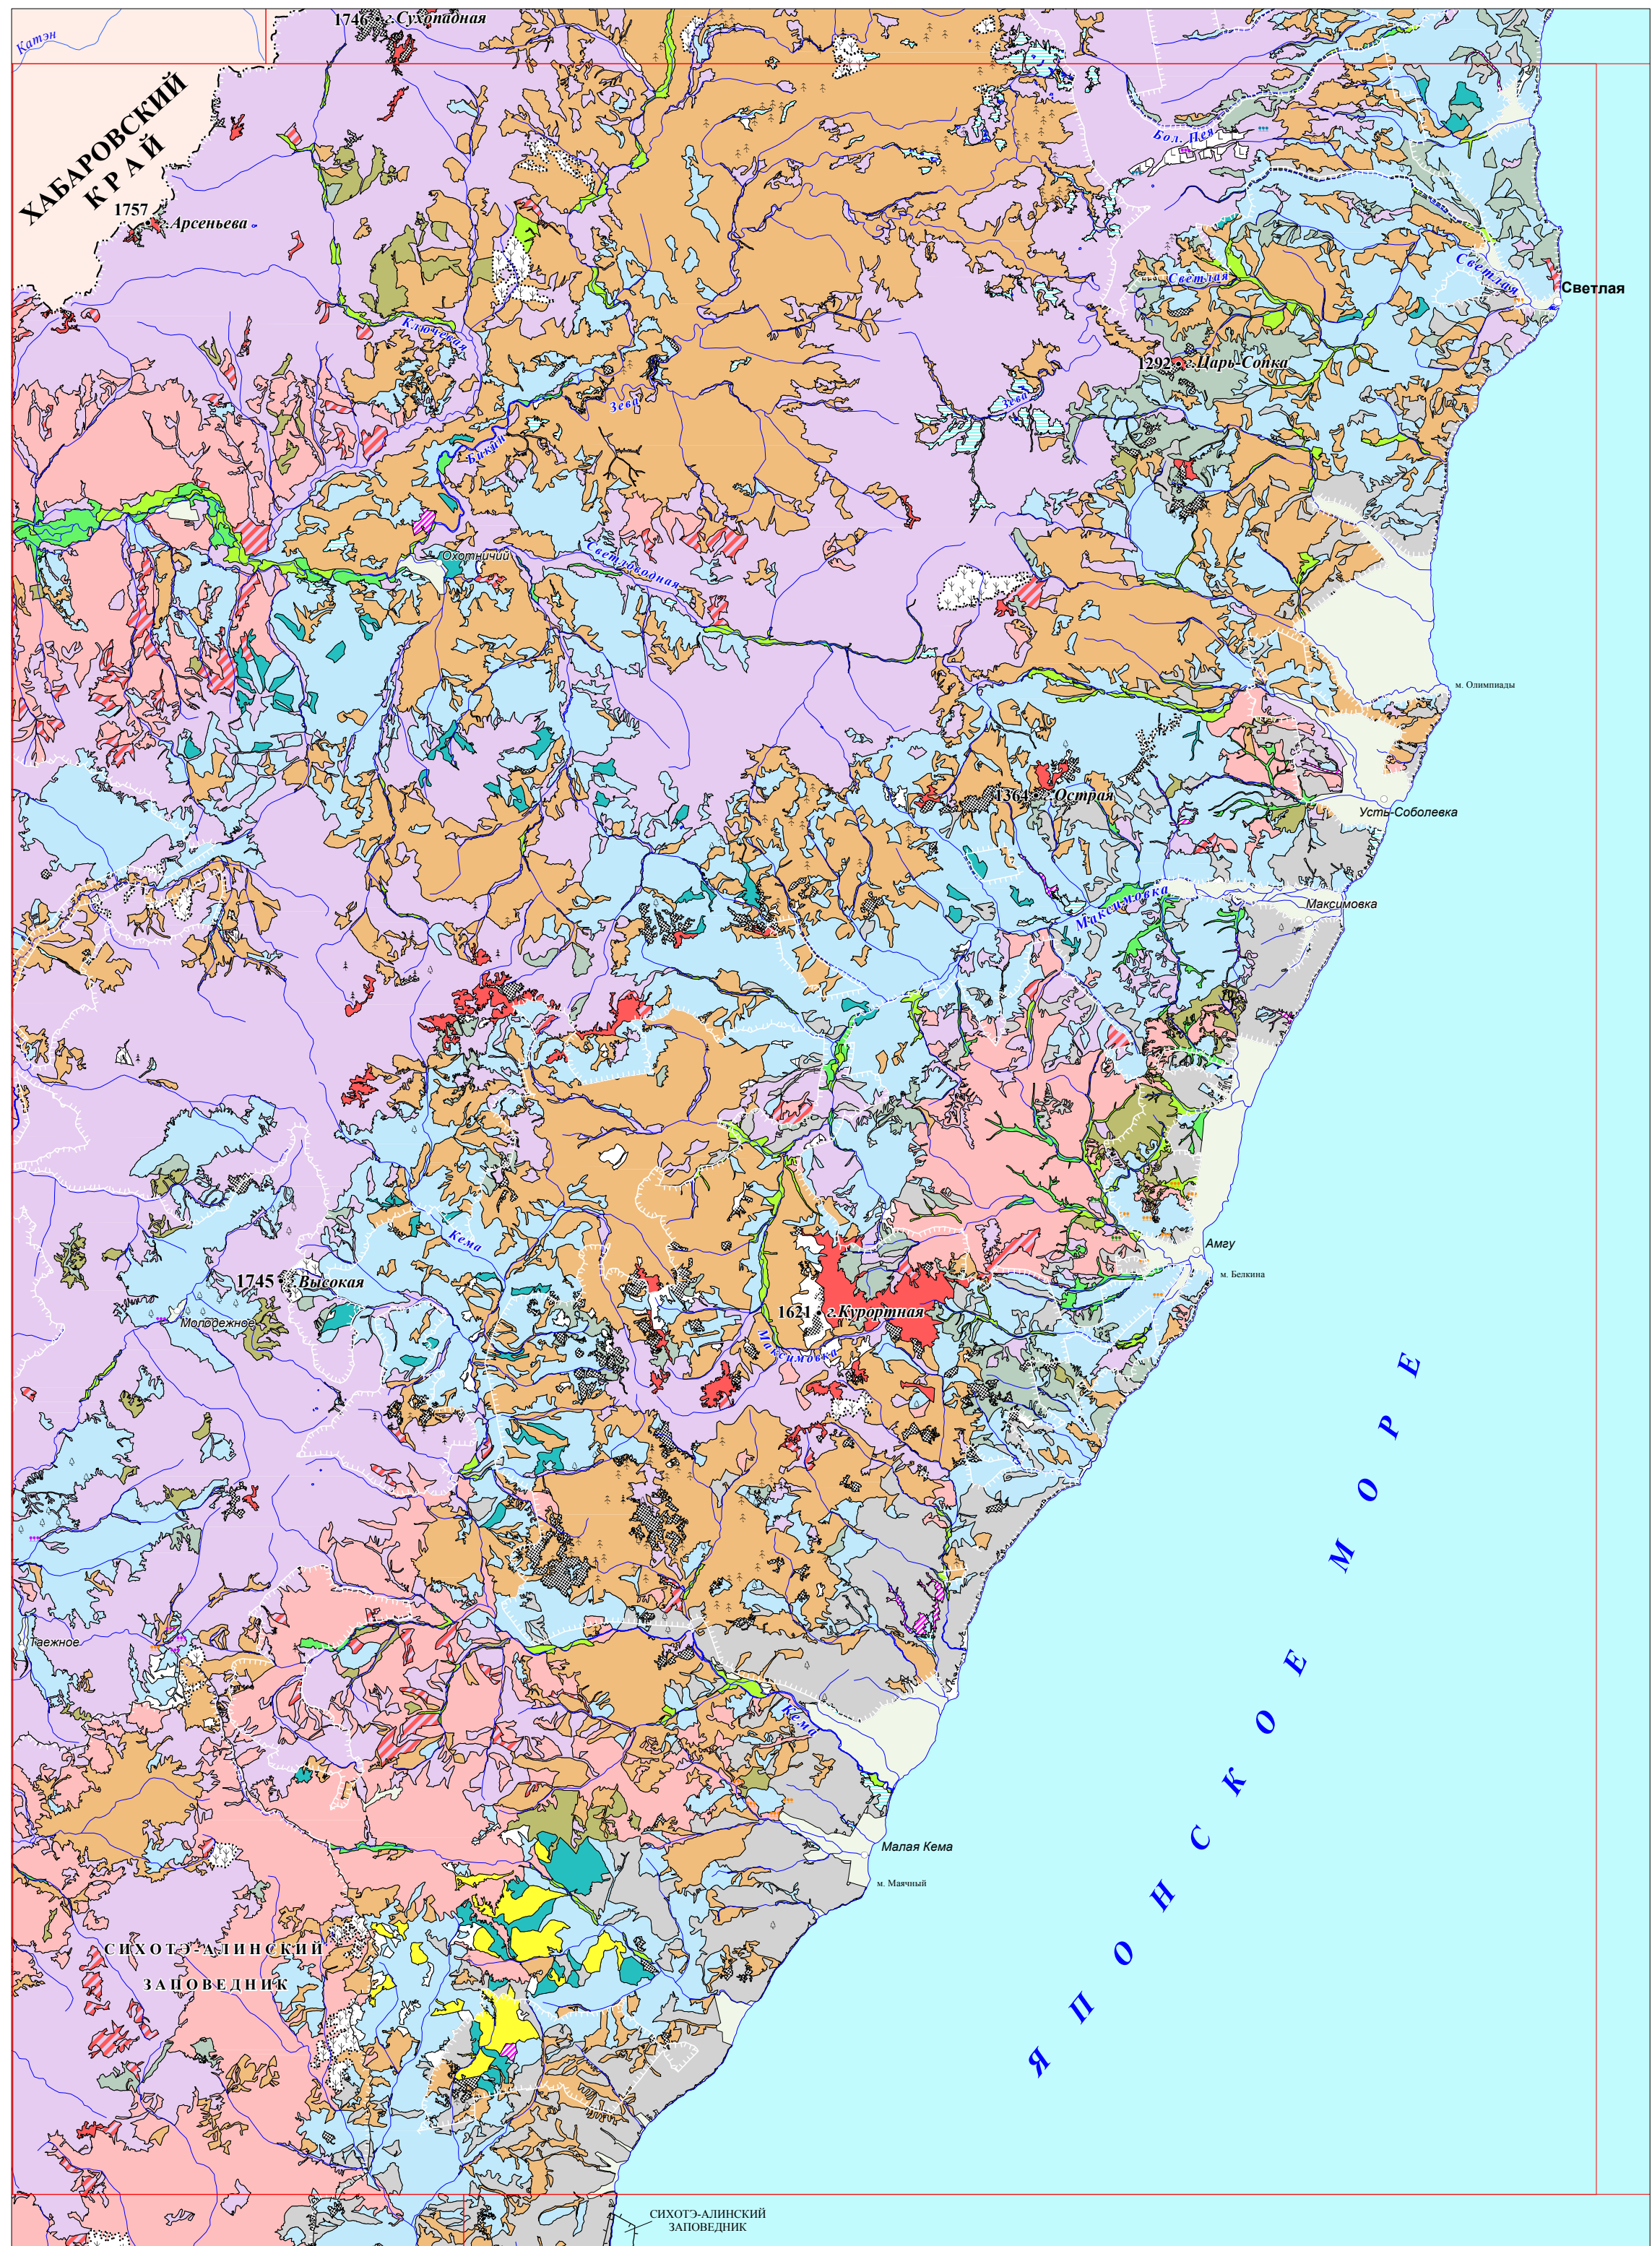 1746 г.Сухопадная
Катэн
ХАБАРОВСКИЙ
КРАЙ
Бол. Пея
1757 г.Арсеньева
Светлая
Светлая
Светлая
Ключевая
1292 г.Царь-Сопка
Зева
Зева
Бикин
Охотничий
Светловодная
м. Олимпиады
1364 г.Острая
Усть-Соболевка
Максимовка
Максимовка
Кема
Амгу
м. Белкина
1745 г.Высокая
1621 г.Курортная
Молодежное
Максимовка
ЯПОНСКОЕ МОРЕ
Таежное
Кема
Малая Кема
м. Маячный
СИХОТЭ-АЛИНСКИЙ
ЗАПОВЕДНИК
СИХОТЭ-АЛИНСКИЙ
ЗАПОВЕДНИК